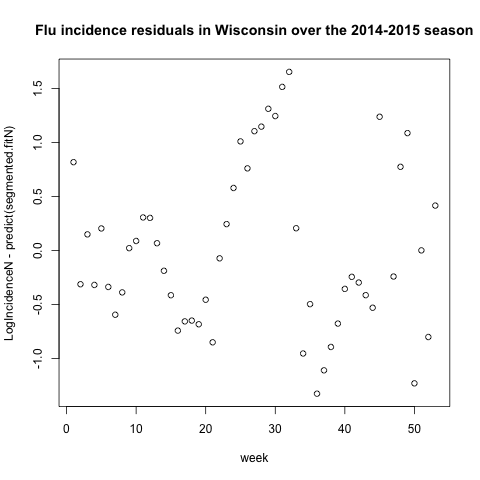 Flu incidence residuals in Wisconsin over the 2014-2015 season
LogIncidenceN - predict(segmented.fitN)
1.5
1.0
0.5
0.0
-0.5
-1.0
0 10 20 30 40 50
week